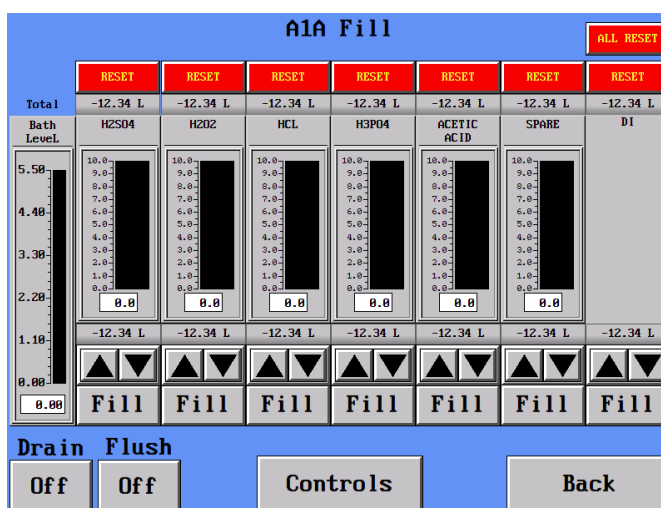 A1A Fill
ALL RESET
RESET RESET RESET RESET RESET RESET RESET
Total -12.34 L -12.34 L -12.34 L -12.34 L -12.34 L -12.34 L -12.34 L
Bath H2SO4 H2O2 HCL H3PO4 ACETIC SPARE DI
LeveL ACID
10.0 10.0 10.0 10.0 10.0 10.0
5.50 9.0 9.0 9.0 9.0 9.0 9.0
8.0 8.0 8.0 8.0 8.0 8.0
7.0 7.0 7.0 7.0 7.0 7.0
4.40 6.0 6.0 6.0 6.0 6.0 6.0
5.0 5.0 5.0 5.0 5.0 5.0
4.0 4.0 4.0 4.0 4.0 4.0
3.30 3.0 3.0 3.0 3.0 3.0 3.0
2.0 2.0 2.0 2.0 2.0 2.0
1.0 1.0 1.0 1.0 1.0 1.0
2.20 0.0 0.0 0.0 0.0 0.0 0.0
0.0 0.0 0.0 0.0 0.0 0.0
1.10 -12.34 L -12.34 L -12.34 L -12.34 L -12.34 L -12.34 L -12.34 L
0.00
0.00 Fill Fill Fill Fill Fill Fill Fill
Drain Flush
Off Off Controls Back